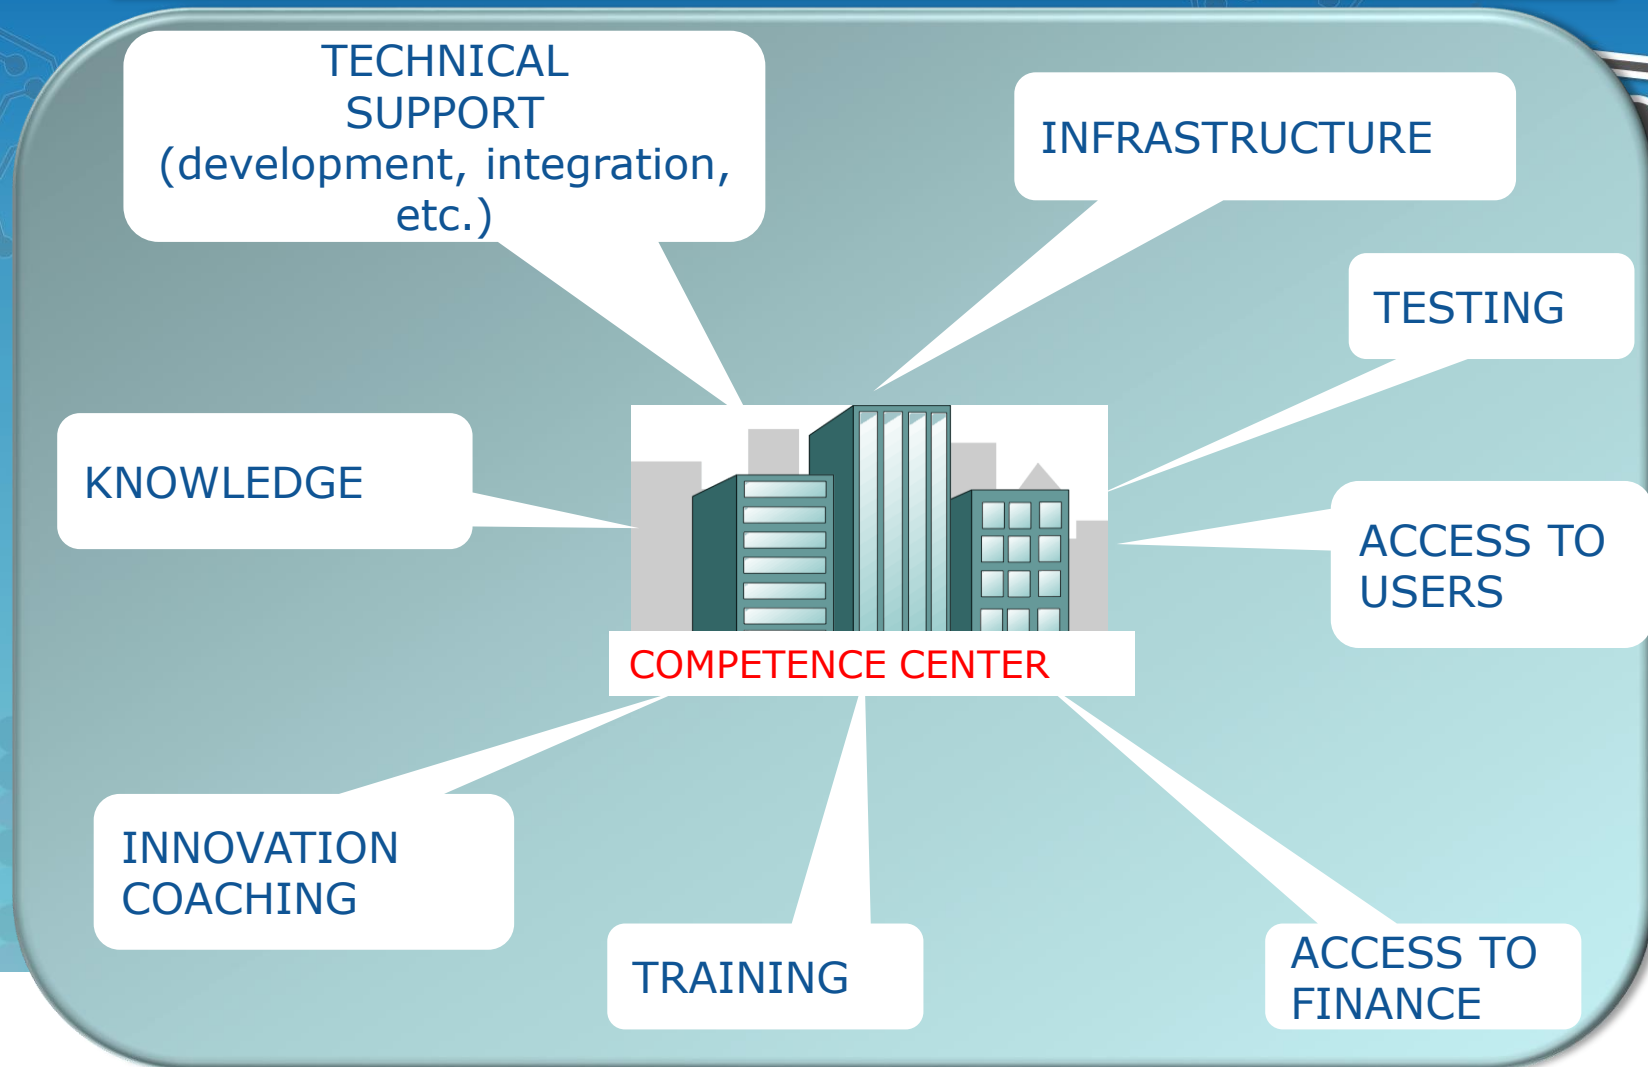 TECHNICAL
SUPPORT
(development, integration,
etc.)
INFRASTRUCTURE
TESTING
KNOWLEDGE
ACCESS TO
USERS
COMPETENCE CENTER
INNOVATION
COACHING
TRAINING
ACCESS TO
FINANCE